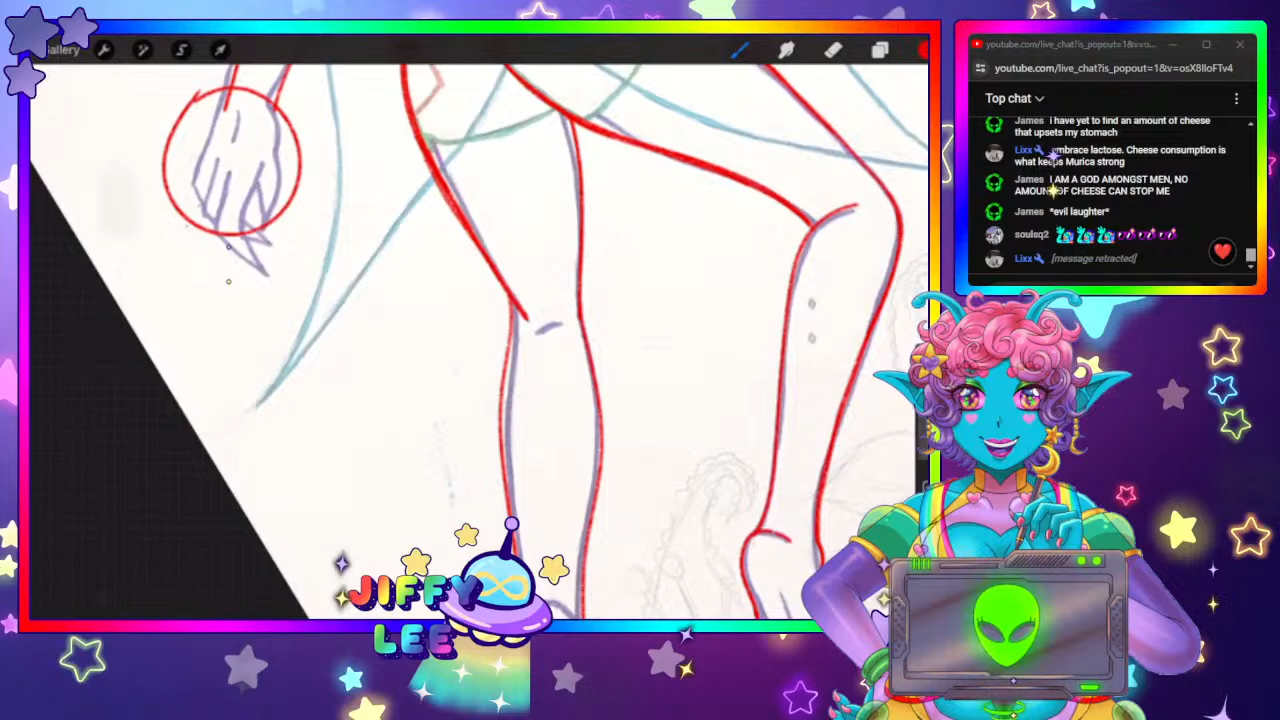 allery
youtube.com/live_chat?is_popout=1&v=o...
youtube.com/live_chat?is_popout=1&v=osX8IloFTv4
Top chat
James i have yet to find an amount of cheese
that upsets my stomach
Lixx embrace lactose. Cheese consumption is
what keeps Murica strong
James I AM A GOD AMONGST MEN, NO
AMOUNT OF CHEESE CAN STOP ME
James *evil laughter*
soulsq2
Lixx [message retracted]
JIFFY
LEE